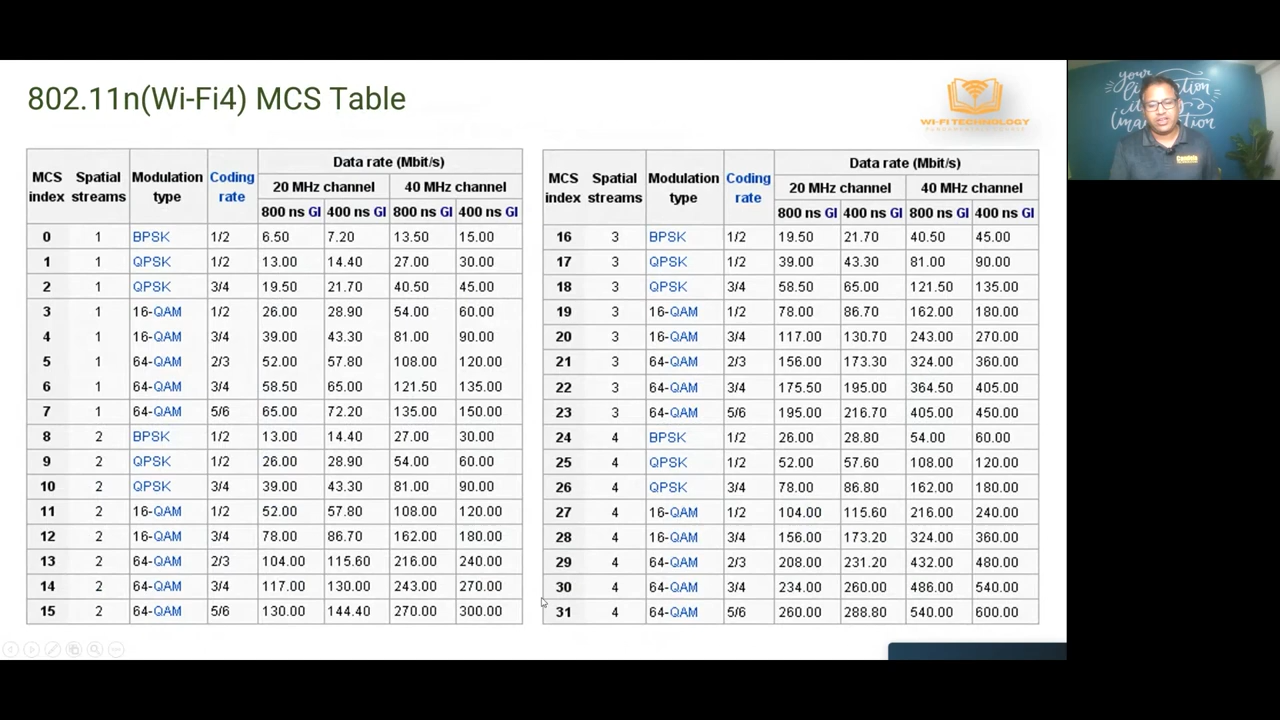 802.11n(Wi-Fi4) MCS Table
WI-FI TECHNOLOGY
FUNDAMENTALS COURSE
your
imagination
Candela
MCS index Spatial streams Modulation type Coding rate Data rate (Mbit/s)
20 MHz channel 40 MHz channel
800 ns GI 400 ns GI 800 ns GI 400 ns GI
0 1 BPSK 1/2 6.50 7.20 13.50 15.00
1 1 QPSK 1/2 13.00 14.40 27.00 30.00
2 1 QPSK 3/4 19.50 21.70 40.50 45.00
3 1 16-QAM 1/2 26.00 28.90 54.00 60.00
4 1 16-QAM 3/4 39.00 43.30 81.00 90.00
5 1 64-QAM 2/3 52.00 57.80 108.00 120.00
6 1 64-QAM 3/4 58.50 65.00 121.50 135.00
7 1 64-QAM 5/6 65.00 72.20 135.00 150.00
8 2 BPSK 1/2 13.00 14.40 27.00 30.00
9 2 QPSK 1/2 26.00 28.90 54.00 60.00
10 2 QPSK 3/4 39.00 43.30 81.00 90.00
11 2 16-QAM 1/2 52.00 57.80 108.00 120.00
12 2 16-QAM 3/4 78.00 86.70 162.00 180.00
13 2 64-QAM 2/3 104.00 115.60 216.00 240.00
14 2 64-QAM 3/4 117.00 130.00 243.00 270.00
15 2 64-QAM 5/6 130.00 144.40 270.00 300.00
MCS index Spatial streams Modulation type Coding rate Data rate (Mbit/s)
20 MHz channel 40 MHz channel
800 ns GI 400 ns GI 800 ns GI 400 ns GI
16 3 BPSK 1/2 19.50 21.70 40.50 45.00
17 3 QPSK 1/2 39.00 43.30 81.00 90.00
18 3 QPSK 3/4 58.50 65.00 121.50 135.00
19 3 16-QAM 1/2 78.00 86.70 162.00 180.00
20 3 16-QAM 3/4 117.00 130.70 243.00 270.00
21 3 64-QAM 2/3 156.00 173.30 324.00 360.00
22 3 64-QAM 3/4 175.50 195.00 364.50 405.00
23 3 64-QAM 5/6 195.00 216.70 405.00 450.00
24 4 BPSK 1/2 26.00 28.80 54.00 60.00
25 4 QPSK 1/2 52.00 57.60 108.00 120.00
26 4 QPSK 3/4 78.00 86.80 162.00 180.00
27 4 16-QAM 1/2 104.00 115.60 216.00 240.00
28 4 16-QAM 3/4 156.00 173.20 324.00 360.00
29 4 64-QAM 2/3 208.00 231.20 432.00 480.00
30 4 64-QAM 3/4 234.00 260.00 486.00 540.00
31 4 64-QAM 5/6 260.00 288.80 540.00 600.00